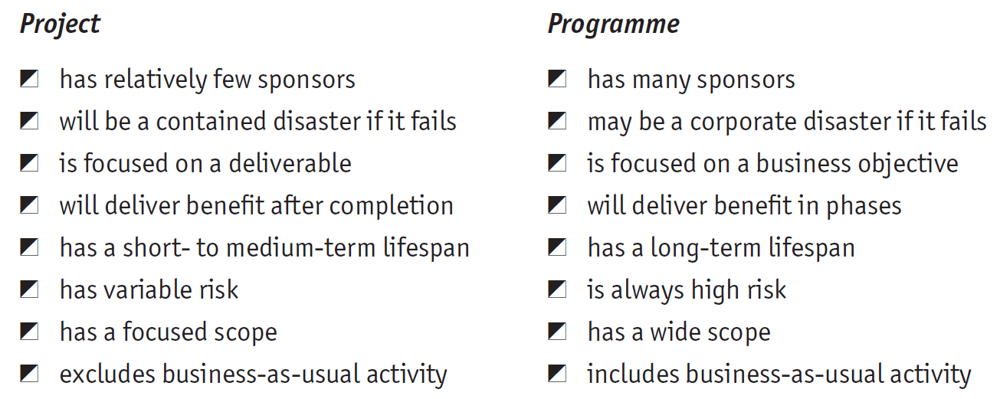 Project
has relatively few sponsors
will be a contained disaster if it fails
is focused on a deliverable
will deliver benefit after completion
has a short- to medium-term lifespan
has variable risk
has a focused scope
excludes business-as-usual activity
Programme
has many sponsors
may be a corporate disaster if it fails
is focused on a business objective
will deliver benefit in phases
has a long-term lifespan
is always high risk
has a wide scope
includes business-as-usual activity